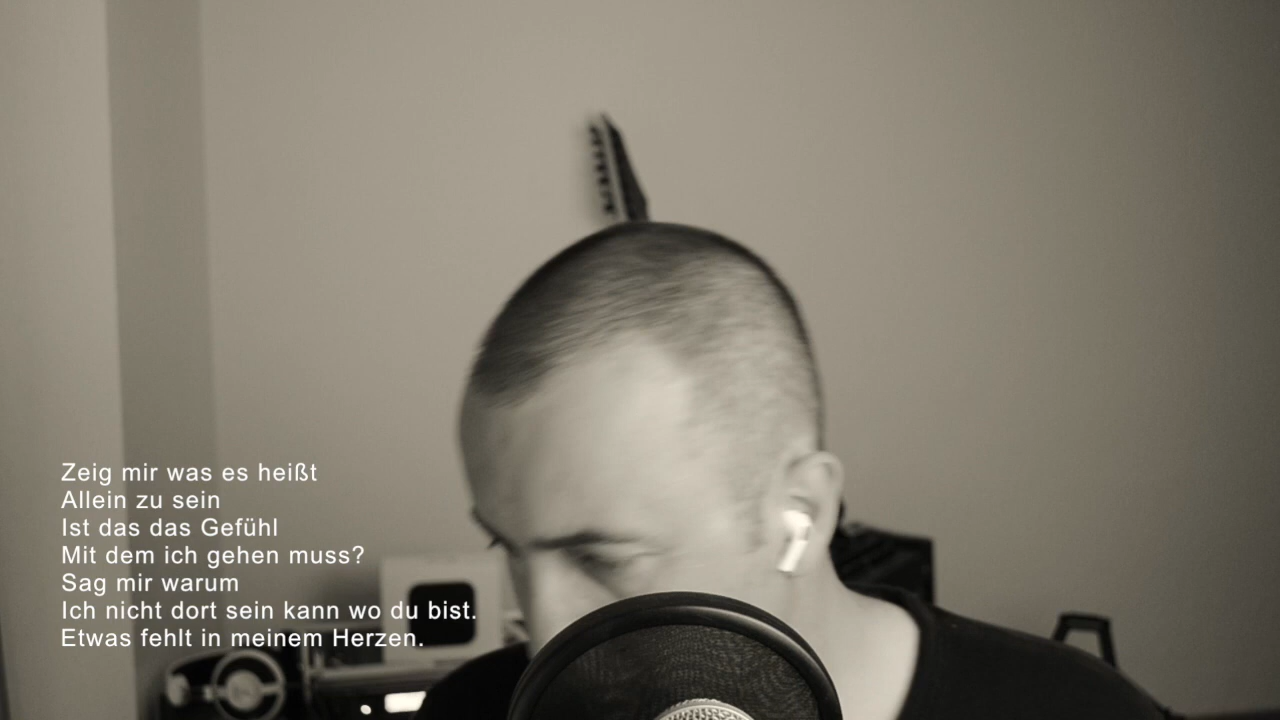 Zeig mir was es heißt
Allein zu sein
Ist das das Gefühl
Mit dem ich gehen muss?
Sag mir warum
Ich nicht dort sein kann wo du bist.
Etwas fehlt in meinem Herzen.